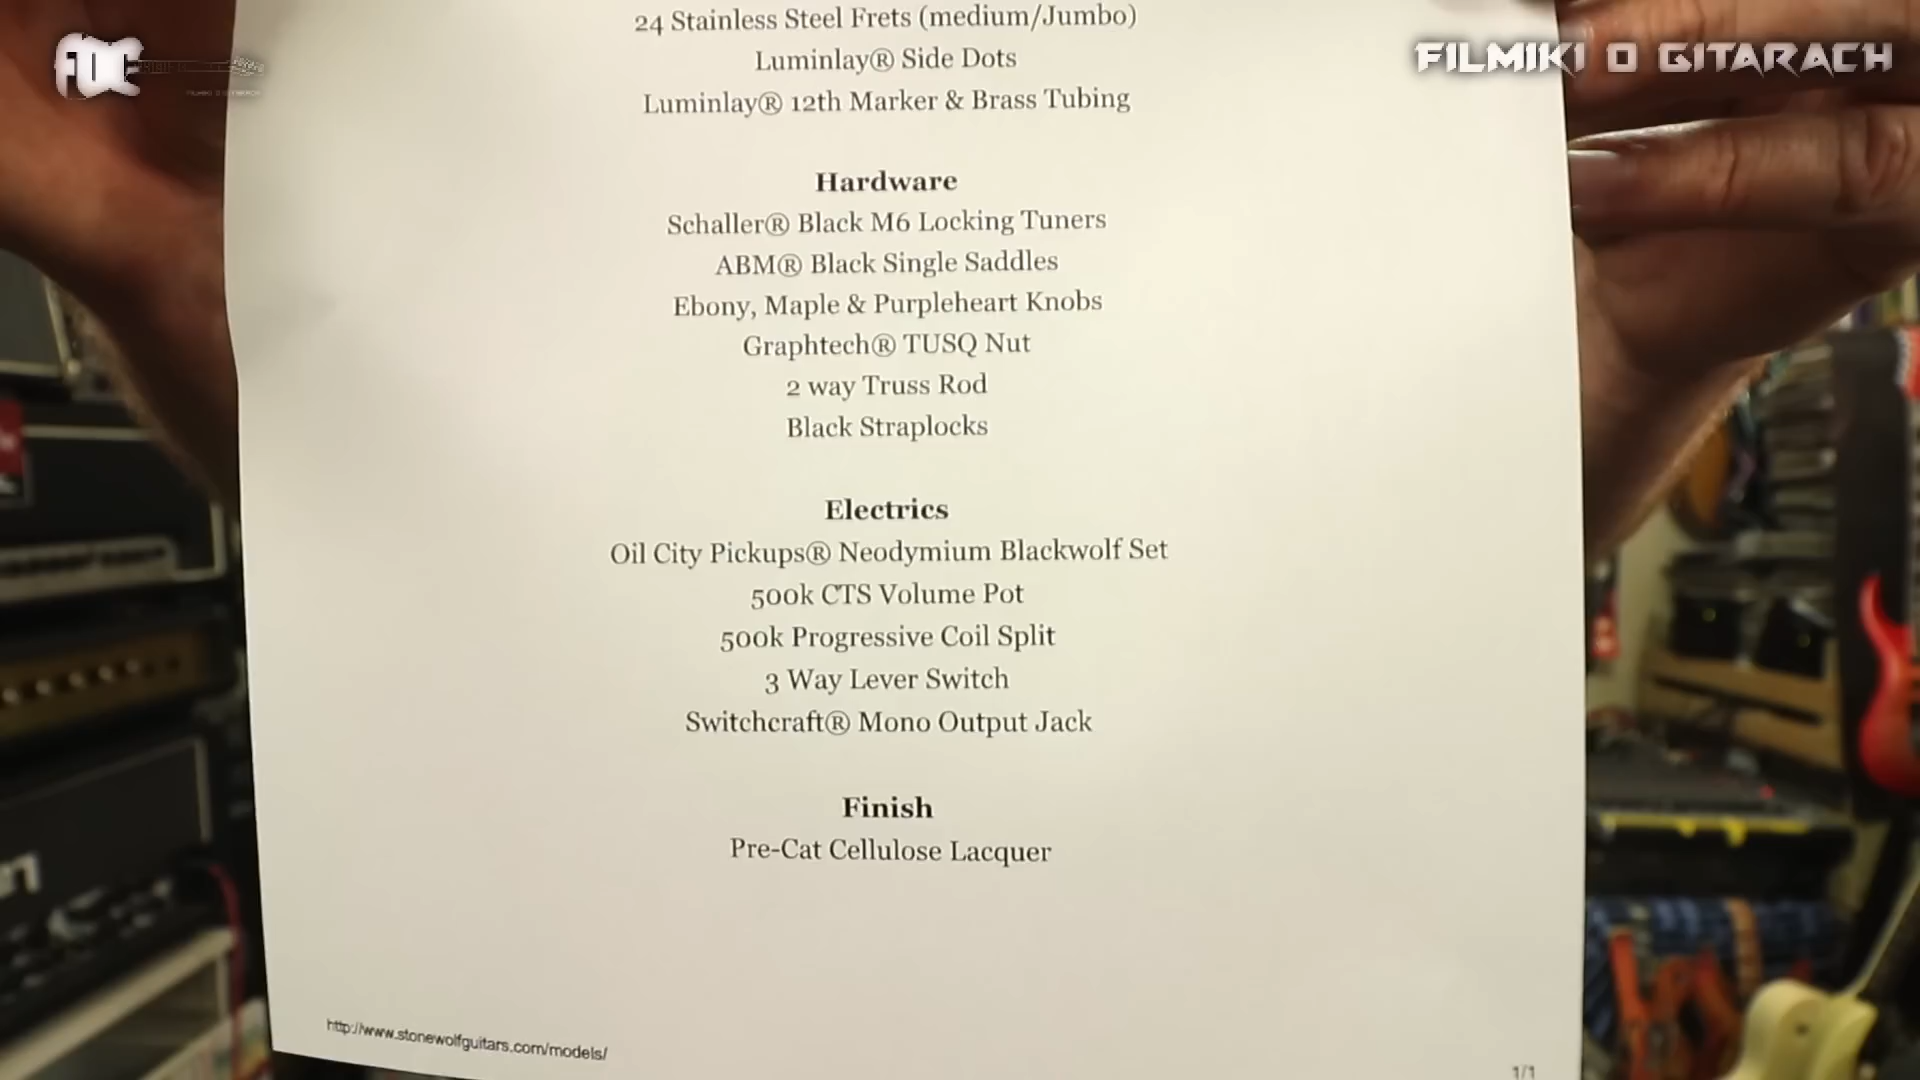 FOG
FILMIKI O GITARACH
24 Stainless Steel Frets (medium/Jumbo)
Luminlay® Side Dots
Luminlay® 12th Marker & Brass Tubing
Hardware
Schaller® Black M6 Locking Tuners
ABM® Black Single Saddles
Ebony, Maple & Purpleheart Knobs
Graphtech® TUSQ Nut
2 way Truss Rod
Black Straplocks
Electrics
Oil City Pickups® Neodymium Blackwolf Set
500k CTS Volume Pot
500k Progressive Coil Split
3 Way Lever Switch
Switchcraft® Mono Output Jack
Finish
Pre-Cat Cellulose Lacquer
http://www.stonewolfguitars.com/models/
1/1